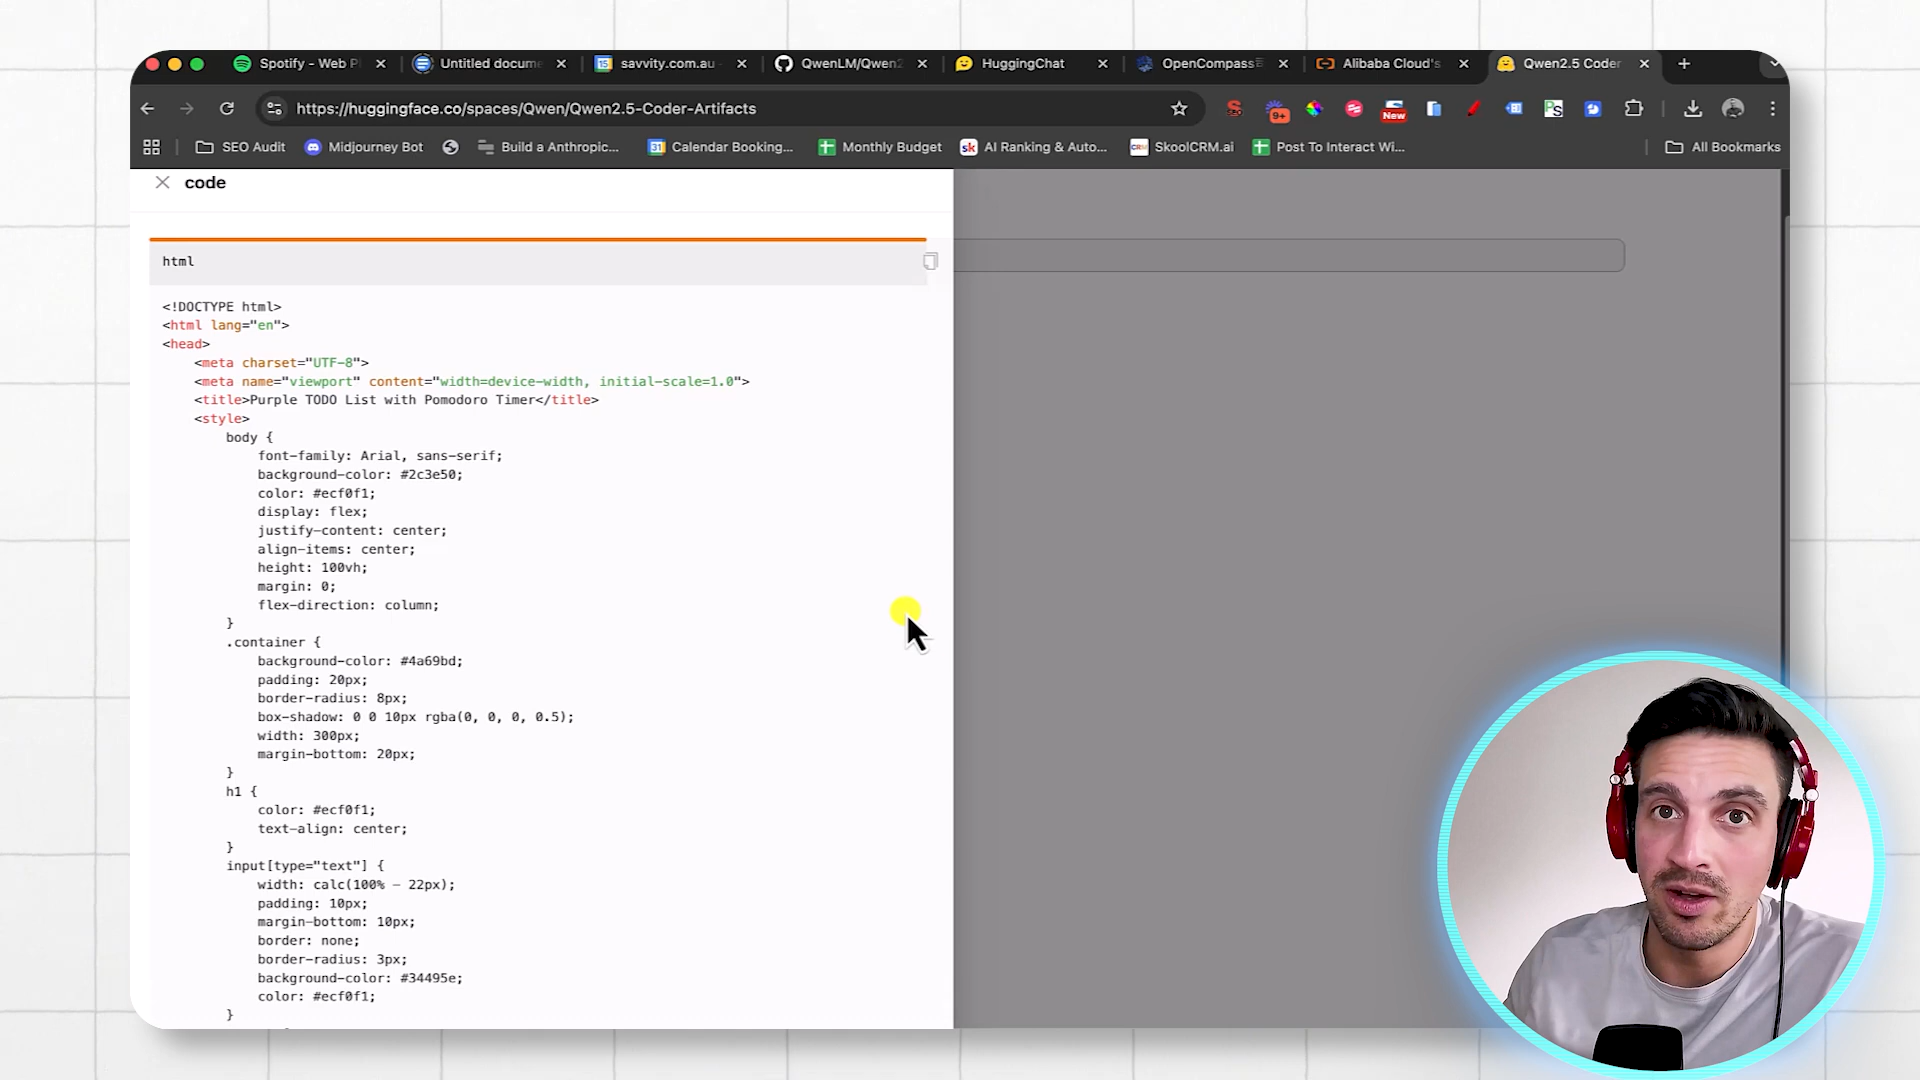 Spotify - Web P
Untitled docume
savvity.com.au
QwenLM/Qwen2
HuggingChat
OpenCompass
Alibaba Cloud's
Qwen2.5 Coder
https://huggingface.co/spaces/Qwen/Qwen2.5-Coder-Artifacts
9+
New
PS
SEO Audit
Midjourney Bot
Build a Anthropic...
Calendar Booking...
Monthly Budget
sk AI Ranking & Auto...
CRM SkoolCRM.ai
Post To Interact Wi...
All Bookmarks
code
html
<!DOCTYPE html>
<html lang="en">
<head>
<meta charset="UTF-8">
<meta name="viewport" content="width=device-width, initial-scale=1.0">
<title>Purple TODO List with Pomodoro Timer</title>
<style>
body {
font-family: Arial, sans-serif;
background-color: #2c3e50;
color: #ecf0f1;
display: flex;
justify-content: center;
align-items: center;
height: 100vh;
margin: 0;
flex-direction: column;
}
.container {
background-color: #4a69bd;
padding: 20px;
border-radius: 8px;
box-shadow: 0 0 10px rgba(0, 0, 0, 0.5);
width: 300px;
margin-bottom: 20px;
}
h1 {
color: #ecf0f1;
text-align: center;
}
input[type="text"] {
width: calc(100% - 22px);
padding: 10px;
margin-bottom: 10px;
border: none;
border-radius: 3px;
background-color: #34495e;
color: #ecf0f1;
}